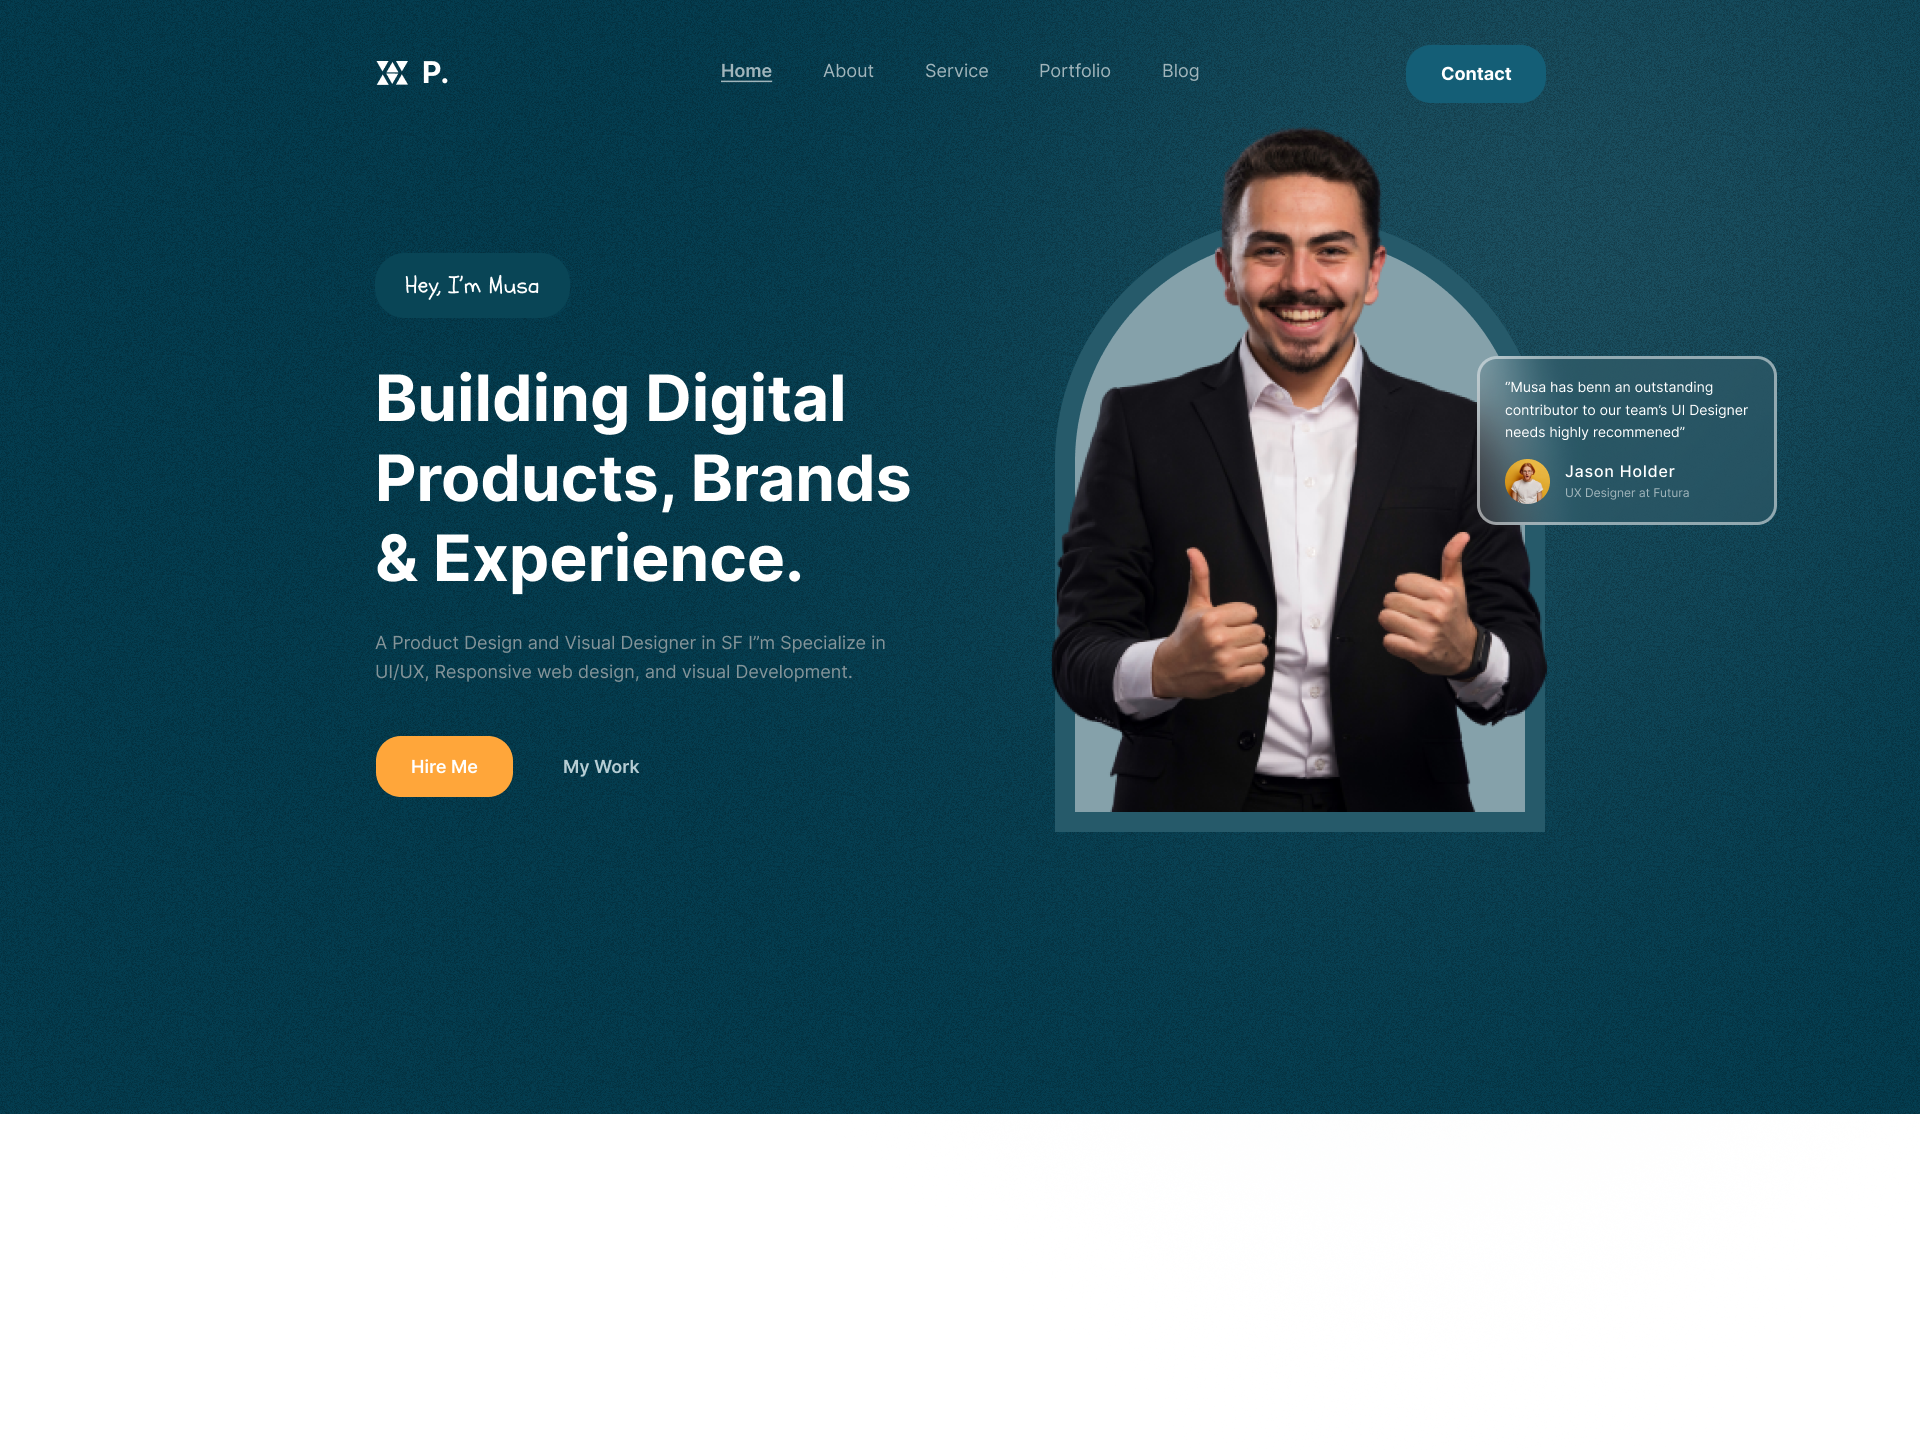 P.
Home About Service Portfolio Blog
Contact
Hey, I'm Musa
Building Digital
Products, Brands
& Experience.
A Product Design and Visual Designer in SF I”m Specialize in
UI/UX, Responsive web design, and visual Development.
Hire Me
My Work
”Musa has benn an outstanding
contributor to our team’s UI Designer
needs highly recommened”
Jason Holder
UX Designer at Futura